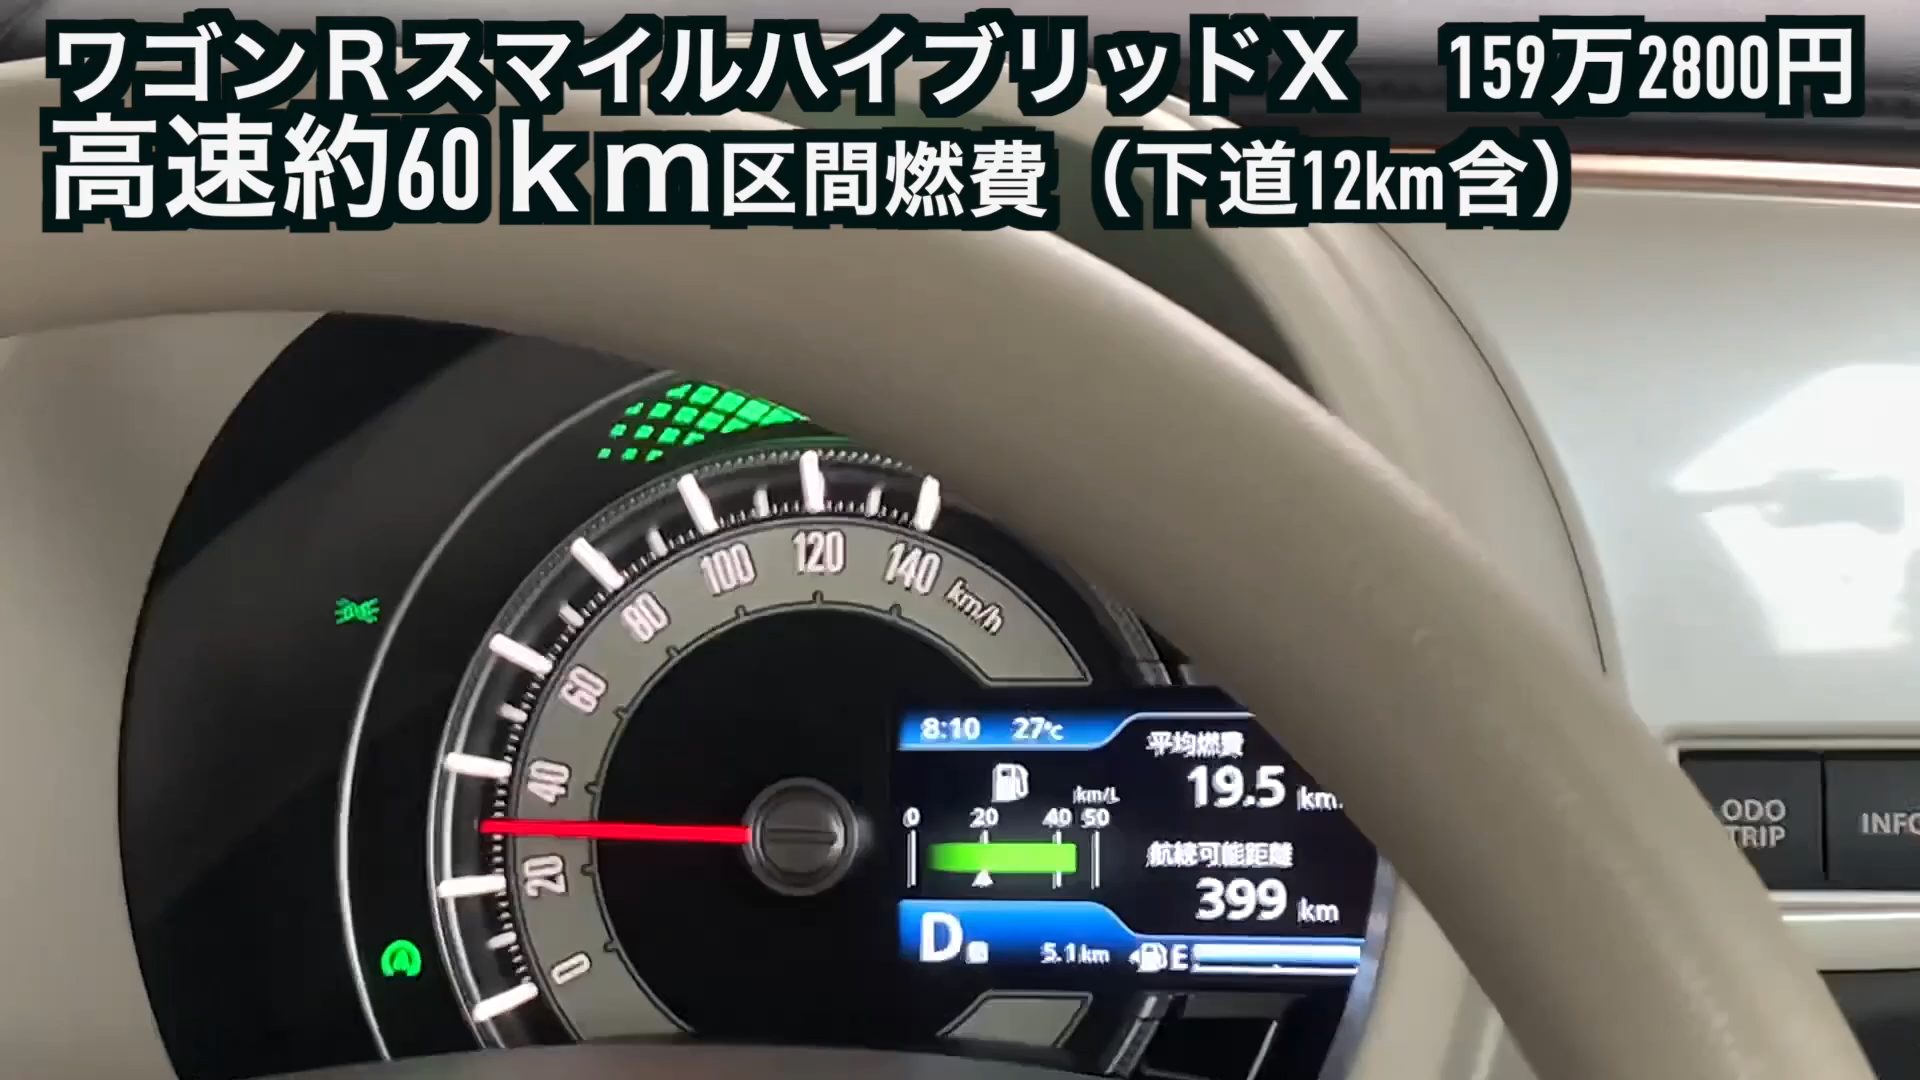 ワゴンＲスマイルハイブリッドＸ　159万2800円
高速約60ｋｍ区間燃費（下道12km含）
140
120
100
80
60
40
20
0
km/h
8:10 27℃
平均燃費
19.5 km
km/L
0 20 40 50
航続可能距離
399 km
D
5.1km
E
ODO
TRIP
INFO